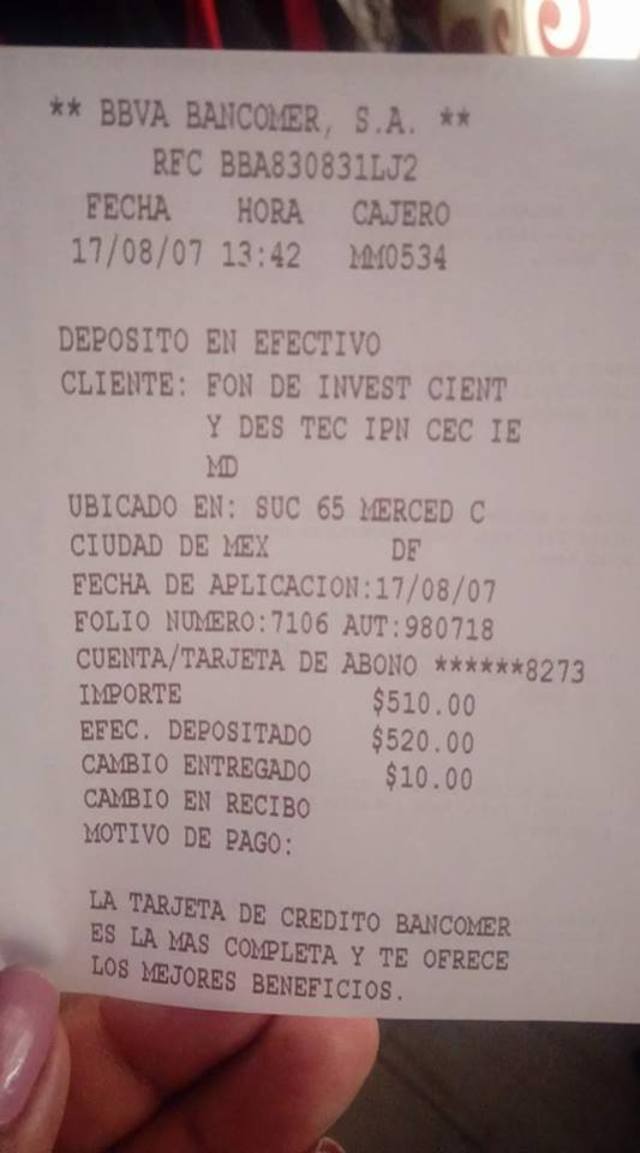 ** BBVA BANCOMER, S.A. **
RFC BBA830831LJ2
FECHA HORA CAJERO
17/08/07 13:42 MM0534
DEPOSITO EN EFECTIVO
CLIENTE: FON DE INVEST CIENT
Y DES TEC IPN CEC IE
MD
UBICADO EN: SUC 65 MERCED C
CIUDAD DE MEX DF
FECHA DE APLICACION:17/08/07
FOLIO NUMERO:7106 AUT:980718
CUENTA/TARJETA DE ABONO ******8273
IMPORTE $510.00
EFEC. DEPOSITADO $520.00
CAMBIO ENTREGADO $10.00
CAMBIO EN RECIBO
MOTIVO DE PAGO:
LA TARJETA DE CREDITO BANCOMER
ES LA MAS COMPLETA Y TE OFRECE
LOS MEJORES BENEFICIOS.